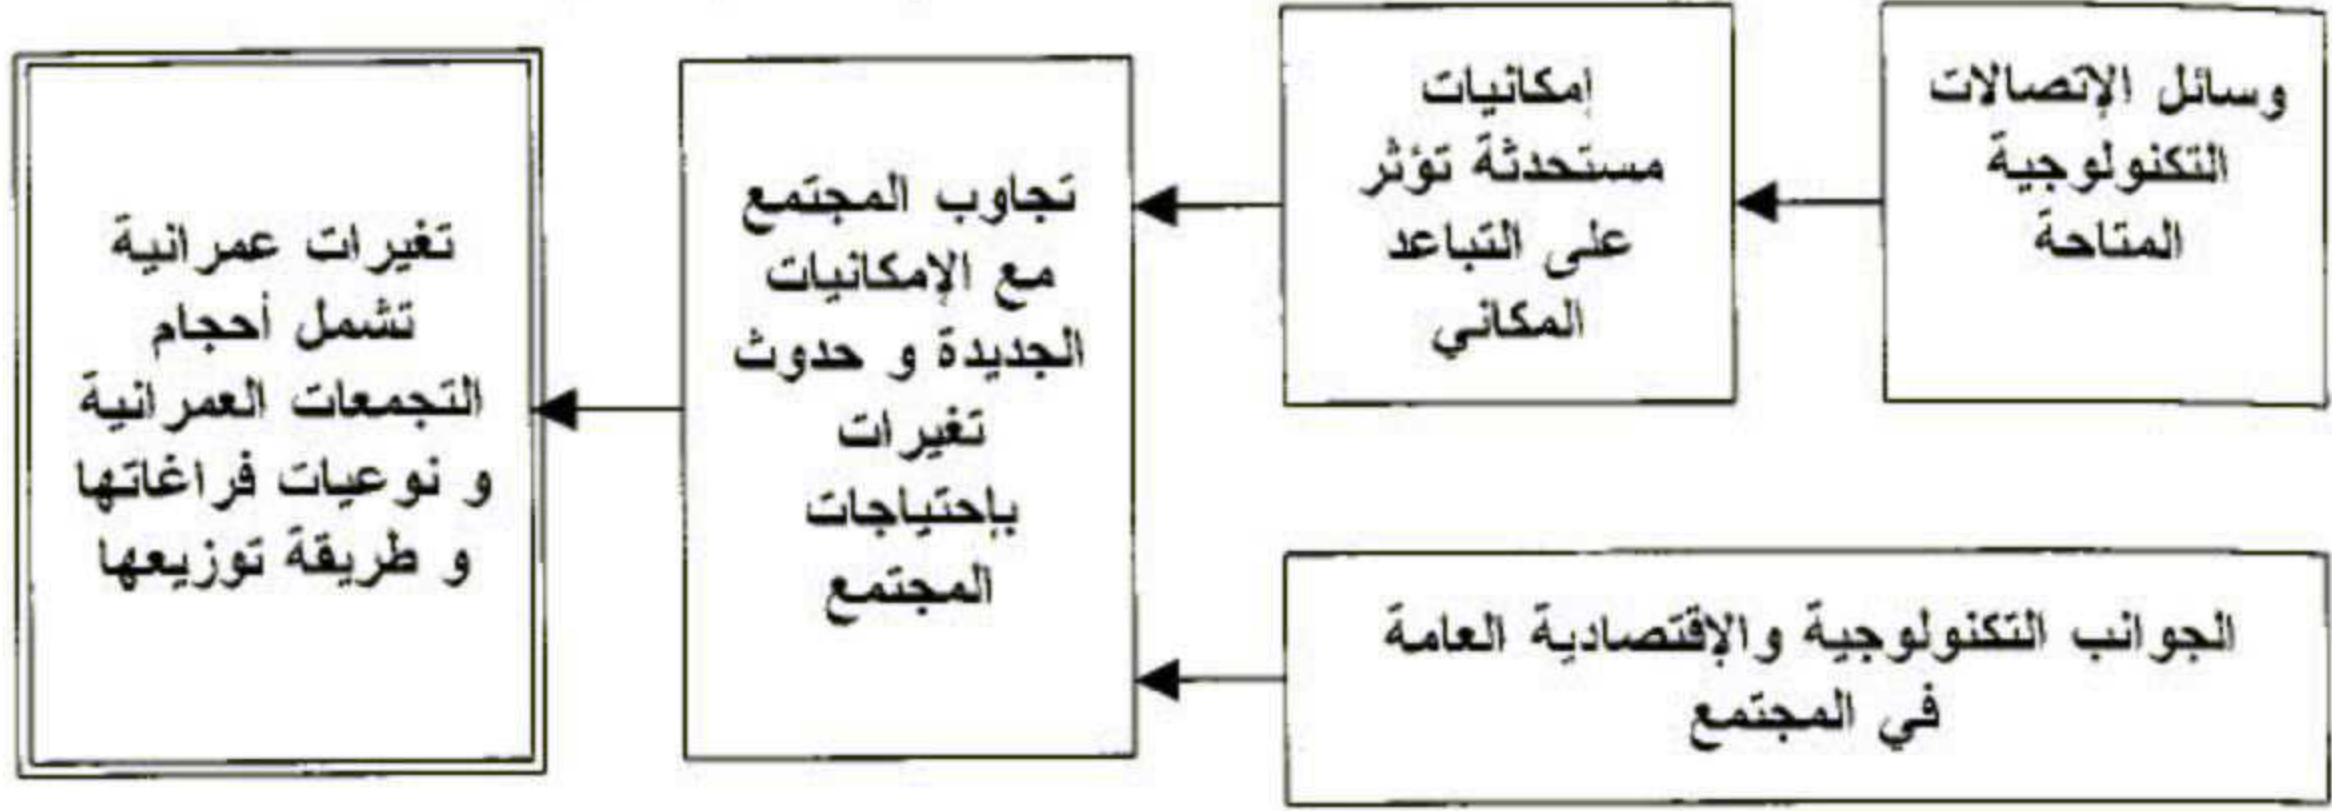 وسائل الإتصالات
التكنولوجية
المتاحة
إمكانيات
مستحدثة تؤثر
على التباعد
المكاني
الجوانب التكنولوجية والإقتصادية العامة
في المجتمع
تجاوب المجتمع
مع الإمكانيات
الجديدة و حدوث
تغيرات
بإحتياجات
المجتمع
تغيرات عمرانية
تشمل أحجام
التجمعات العمرانية
و نوعيات فراغاتها
و طريقة توزيعها